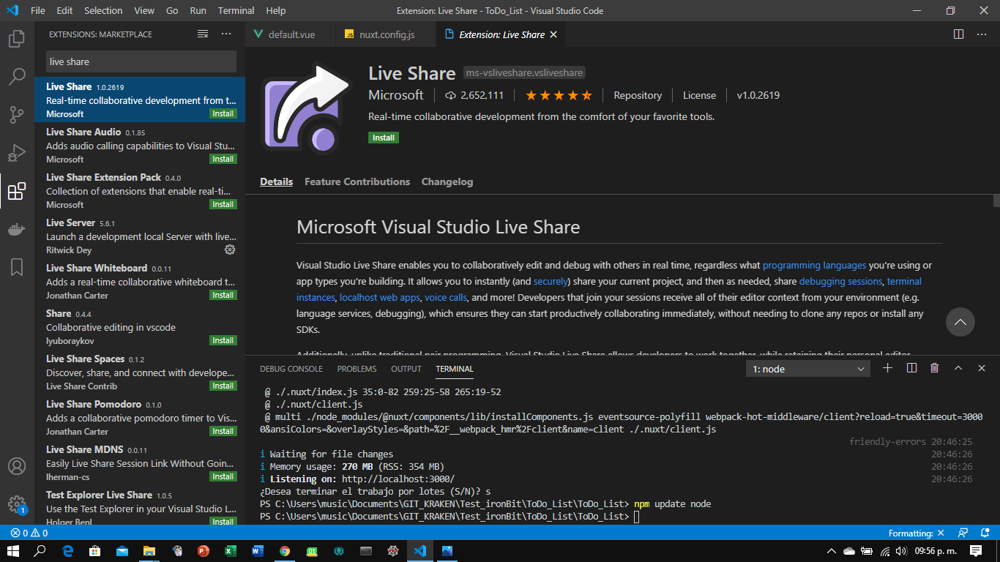 File Edit Selection View Go Run Terminal Help
Extension: Live Share - ToDo_List - Visual Studio Code
EXTENSIONS: MARKETPLACE
live share
Live Share 1.0.2619
Real-time collaborative development from t...
Microsoft Install
Live Share Audio 0.1.85
Adds audio calling capabilities to Visual Stu...
Microsoft Install
Live Share Extension Pack 0.4.0
Collection of extensions that enable real-ti...
Microsoft Install
Live Server 5.6.1
Launch a development local Server with live...
Ritwick Dey
Live Share Whiteboard 0.0.11
Adds a real-time collaborative whiteboard t...
Jonathan Carter Install
Share 0.4.4
Collaborative editing in vscode
lyuboraykov Install
Live Share Spaces 0.1.2
Discover, share, and connect with develope...
Live Share Contrib Install
Live Share Pomodoro 0.1.0
Adds a collaborative pomodoro timer to Vis...
Jonathan Carter Install
Live Share MDNS 0.0.11
Easily Live Share Session Link Without Goin...
lherman-cs Install
Test Explorer Live Share 1.0.5
Use the Test Explorer in your Visual Studio L...
Holger Benl Install
default.vue
JS nuxt.config.js
Extension: Live Share
Live Share ms-vsliveshare.vsliveshare
Microsoft 2,652,111 Repository License v1.0.2619
Real-time collaborative development from the comfort of your favorite tools.
Install
Details Feature Contributions Changelog
Microsoft Visual Studio Live Share
Visual Studio Live Share enables you to collaboratively edit and debug with others in real time, regardless what programming languages you're using or
app types you're building. It allows you to instantly (and securely) share your current project, and then as needed, share debugging sessions, terminal
instances, localhost web apps, voice calls, and more! Developers that join your sessions receive all of their editor context from your environment (e.g.
language services, debugging), which ensures they can start productively collaborating immediately, without needing to clone any repos or install any
SDKs.
Additionally, unlike traditional pair programming, Visual Studio Live Share allows developers to work together, while retaining their personal editor
DEBUG CONSOLE PROBLEMS OUTPUT TERMINAL
1: node
@ ./.nuxt/index.js 35:0-82 259:25-58 265:19-52
@ ./.nuxt/client.js
@ multi ./node_modules/@nuxt/components/lib/installComponents.js eventsource-polyfill webpack-hot-middleware/client?reload=true&timeout=3000
0&ansiColors=&overlayStyles=&path=%2F__webpack_hmr%2Fclient&name=client ./.nuxt/client.js
friendly-errors 20:46:25
i Waiting for file changes 20:46:26
i Memory usage: 270 MB (RSS: 354 MB) 20:46:26
i Listening on: http://localhost:3000/ 20:46:26
¿Desea terminar el trabajo por lotes (S/N)? s
PS C:\Users\music\Documents\GIT_KRAKEN\Test_ironBit\ToDo_List\ToDo_List> npm update node
PS C:\Users\music\Documents\GIT_KRAKEN\Test_ironBit\ToDo_List\ToDo_List>
1
0 0
Formatting: ✕
09:56 p. m.